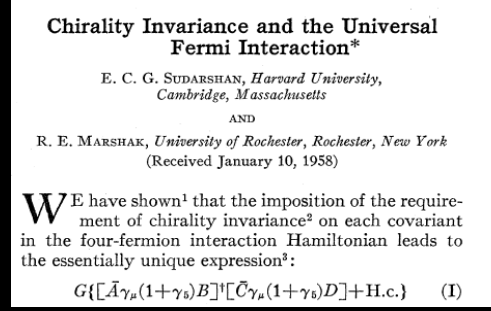 Chirality Invariance and the Universal
Fermi Interaction*
E. C. G. SUDARSHAN, Harvard University,
Cambridge, Massachusetts
AND
R. E. MARSHAK, University of Rochester, Rochester, New York
(Received January 10, 1958)
WE have shown¹ that the imposition of the require-
ment of chirality invariance² on each covariant
in the four-fermion interaction Hamiltonian leads to
the essentially unique expression³:
G{[Āγμ(1+γ₅)B]†[C̄γμ(1+γ₅)D]+H.c.} (I)